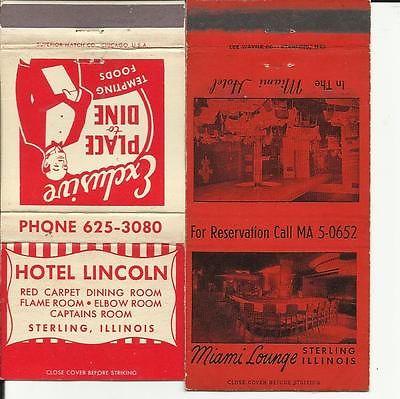 SUPERIOR MATCH CO., CHICAGO, U.S.A.
Exclusive
PLACE
to
DINE
TEMPTING
FOODS
PHONE 625-3080
HOTEL LINCOLN
RED CARPET DINING ROOM
FLAME ROOM • ELBOW ROOM
CAPTAINS ROOM
STERLING, ILLINOIS
CLOSE COVER BEFORE STRIKING
In The Miami Hotel
For Reservation Call MA 5-0652
Miami Lounge STERLING
ILLINOIS
CLOSE COVER BEFORE STRIKING